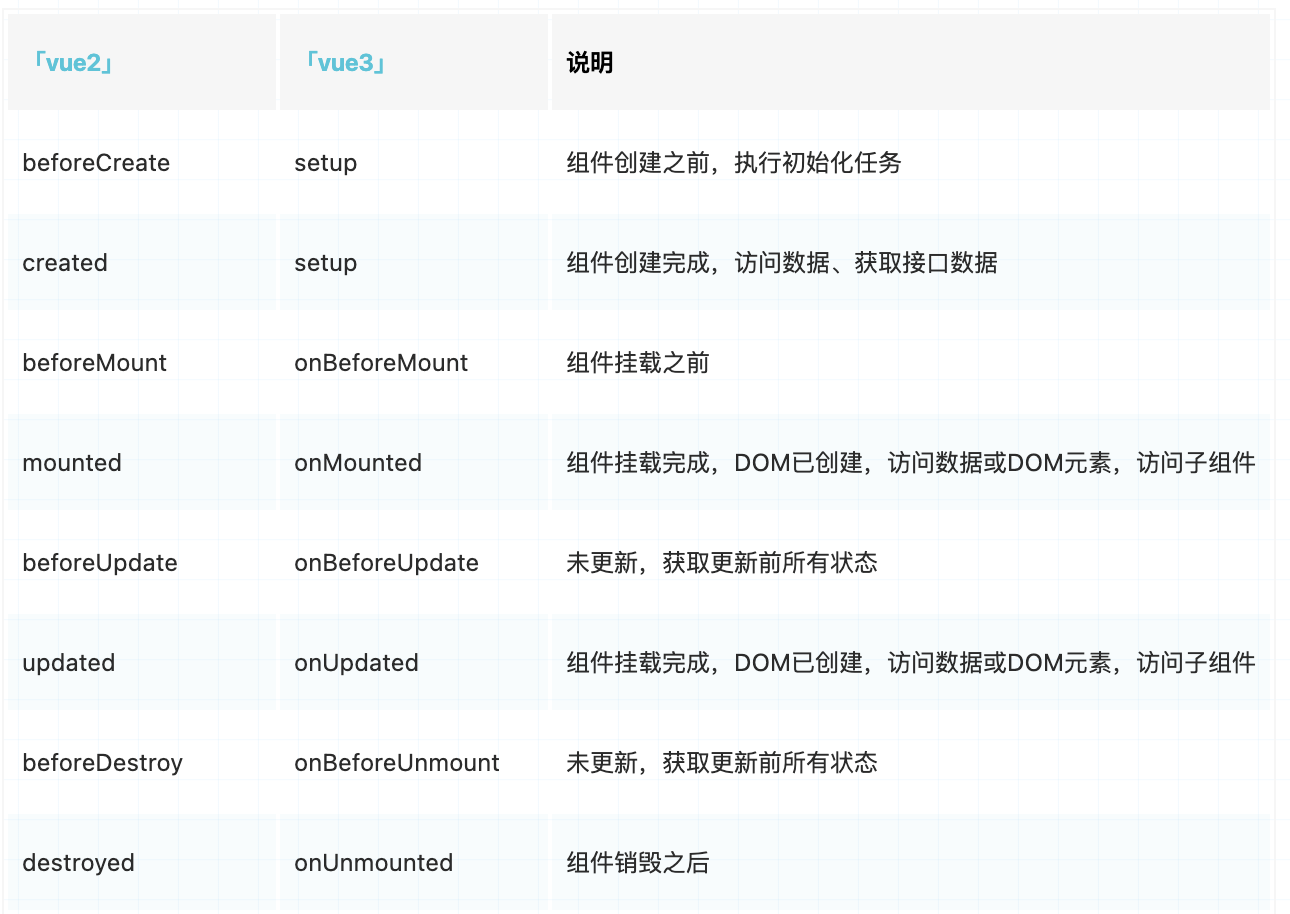 「vue2」 「vue3」 说明
beforeCreate setup 组件创建之前，执行初始化任务
created setup 组件创建完成，访问数据、获取接口数据
beforeMount onBeforeMount 组件挂载之前
mounted onMounted 组件挂载完成，DOM已创建，访问数据或DOM元素，访问子组件
beforeUpdate onBeforeUpdate 未更新，获取更新前所有状态
updated onUpdated 组件挂载完成，DOM已创建，访问数据或DOM元素，访问子组件
beforeDestroy onBeforeUnmount 未更新，获取更新前所有状态
destroyed onUnmounted 组件销毁之后